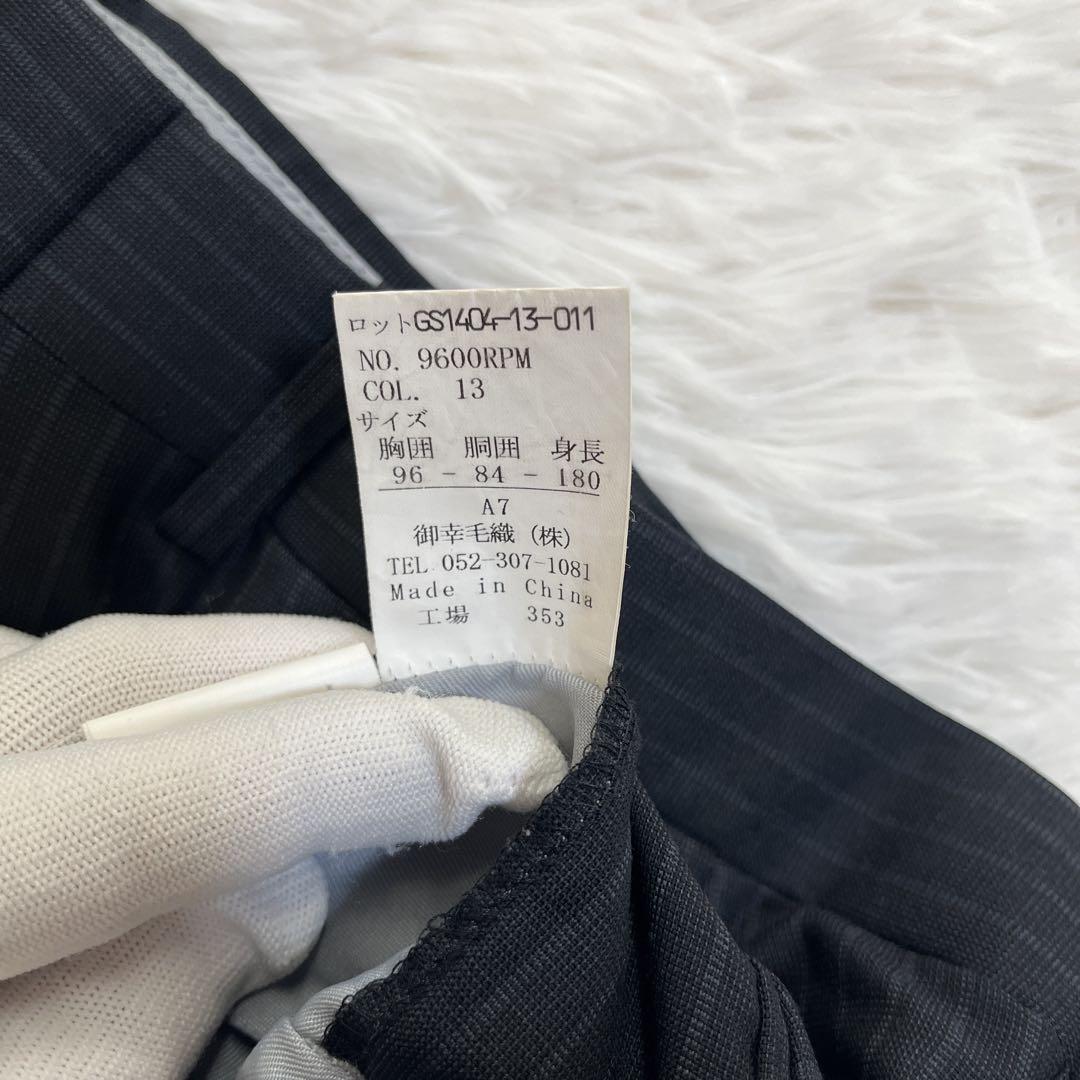 ロットGS1404-13-011
NO. 9600RPM
COL. 13
サイズ
胸囲 胴囲 身長
96 - 84 - 180
A7
御幸毛織(株)
TEL 052-307-1081
Made in China
工場 353